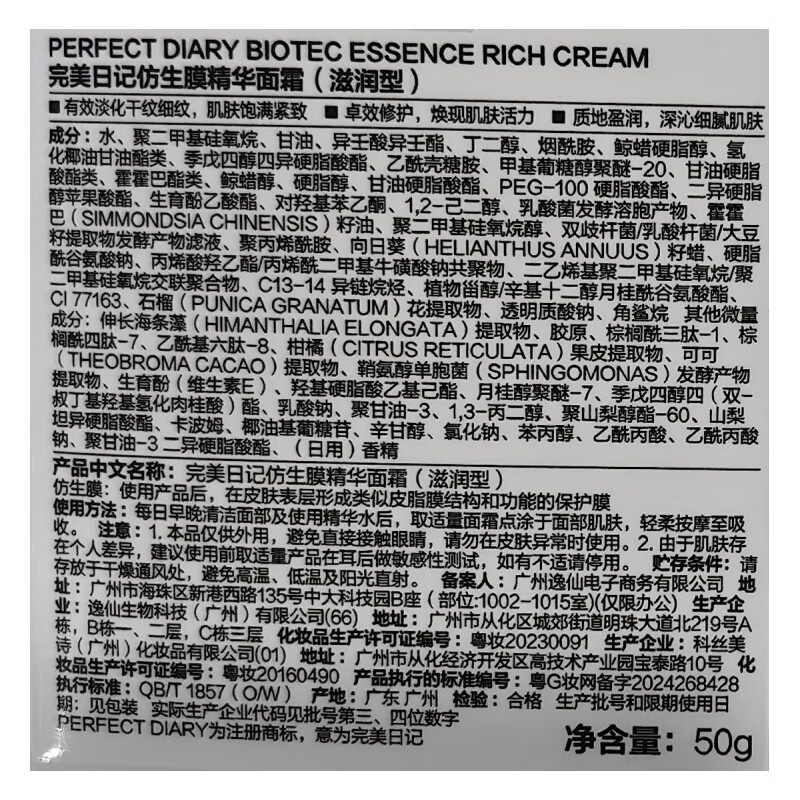 PERFECT DIARY BIOTEC ESSENCE RICH CREAM
完美日记仿生膜精华面霜（滋润型）
■有效淡化干纹细纹，肌肤饱满紧致 ■卓效修护，焕现肌肤活力 ■质地盈润，深沁细腻肌肤
成分：水、聚二甲基硅氧烷、甘油、异壬酸异壬酯、丁二醇、烟酰胺、鲸蜡硬脂醇、氢
化椰油甘油酯类、季戊四醇四异硬脂酸酯、乙酰壳糖胺、甲基葡糖醇聚醚-20、甘油硬脂
酸酯类、霍霍巴酯类、鲸蜡醇、硬脂醇、甘油硬脂酸酯、PEG-100 硬脂酸酯、二异硬脂
醇苹果酸酯、生育酚乙酸酯、对羟基苯乙酮、1,2-己二醇、乳酸菌发酵溶胞产物、霍霍
巴（SIMMONDSIA CHINENSIS）籽油、聚二甲基硅氧烷醇、双歧杆菌/乳酸杆菌/大豆
籽提取物发酵产物滤液、聚丙烯酰胺、向日葵（HELIANTHUS ANNUUS）籽蜡、硬脂
酰谷氨酸钠、丙烯酸羟乙酯/丙烯酰二甲基牛磺酸钠共聚物、二乙烯基聚二甲基硅氧烷/聚
二甲基硅氧烷交联聚合物、C13-14 异链烷烃、植物甾醇/辛基十二醇月桂酰谷氨酸酯、
CI 77163、石榴（PUNICA GRANATUM）花提取物、透明质酸钠、角鲨烷 其他微量
成分：伸长海条藻（HIMANTHALIA ELONGATA）提取物、胶原、棕榈酰三肽-1、棕
榈酰四肽-7、乙酰基六肽-8、柑橘（CITRUS RETICULATA）果皮提取物、可可
（THEOBROMA CACAO）提取物、鞘氨醇单胞菌（SPHINGOMONAS）发酵产物
提取物、生育酚（维生素E）、羟基硬脂酸乙基己酯、月桂醇聚醚-7、季戊四醇四（双-
叔丁基羟基氢化肉桂酸）酯、乳酸钠、聚甘油-3、1,3-丙二醇、聚山梨醇酯-60、山梨
坦异硬脂酸酯、卡波姆、椰油基葡糖苷、辛甘醇、氯化钠、苯丙醇、乙酰丙酸、乙酰丙酸
钠、聚甘油-3 二异硬脂酸酯、（日用）香精
产品中文名称：完美日记仿生膜精华面霜（滋润型）
仿生膜：使用产品后，在皮肤表层形成类似皮脂膜结构和功能的保护膜
使用方法：每日早晚清洁面部及使用精华水后，取适量面霜点涂于面部肌肤，轻柔按摩至吸
收。 注意：1. 本品仅供外用，避免直接接触眼睛，请勿在皮肤异常时使用。2. 由于肌肤存
在个人差异，建议使用前取适量产品在耳后做敏感性测试，如有不适请停用。 贮存条件：请
存放于干燥通风处，避免高温、低温及阳光直射。 备案人：广州逸仙电子商务有限公司 地
址：广州市海珠区新港西路135号中大科技园B座（部位:1002-1015室)(仅限办公) 生产企
业：逸仙生物科技（广州）有限公司(66) 地址：广州市从化区城郊街道明珠大道北219号A
栋，B栋一、二层，C栋三层 化妆品生产许可证编号：粤妆20230091 生产企业：科丝美
诗（广州）化妆品有限公司(01) 地址：广州市从化经济开发区高技术产业园宝泰路10号 化
妆品生产许可证编号：粤妆20160490 产品执行的标准编号：粤G妆网备字2024268428
执行标准：QB/T 1857（O/W） 产地：广东 广州 检验：合格 生产批号和限期使用日
期：见包装 实际生产企业代码见批号第三、四位数字
PERFECT DIARY为注册商标，意为完美日记
净含量：50g